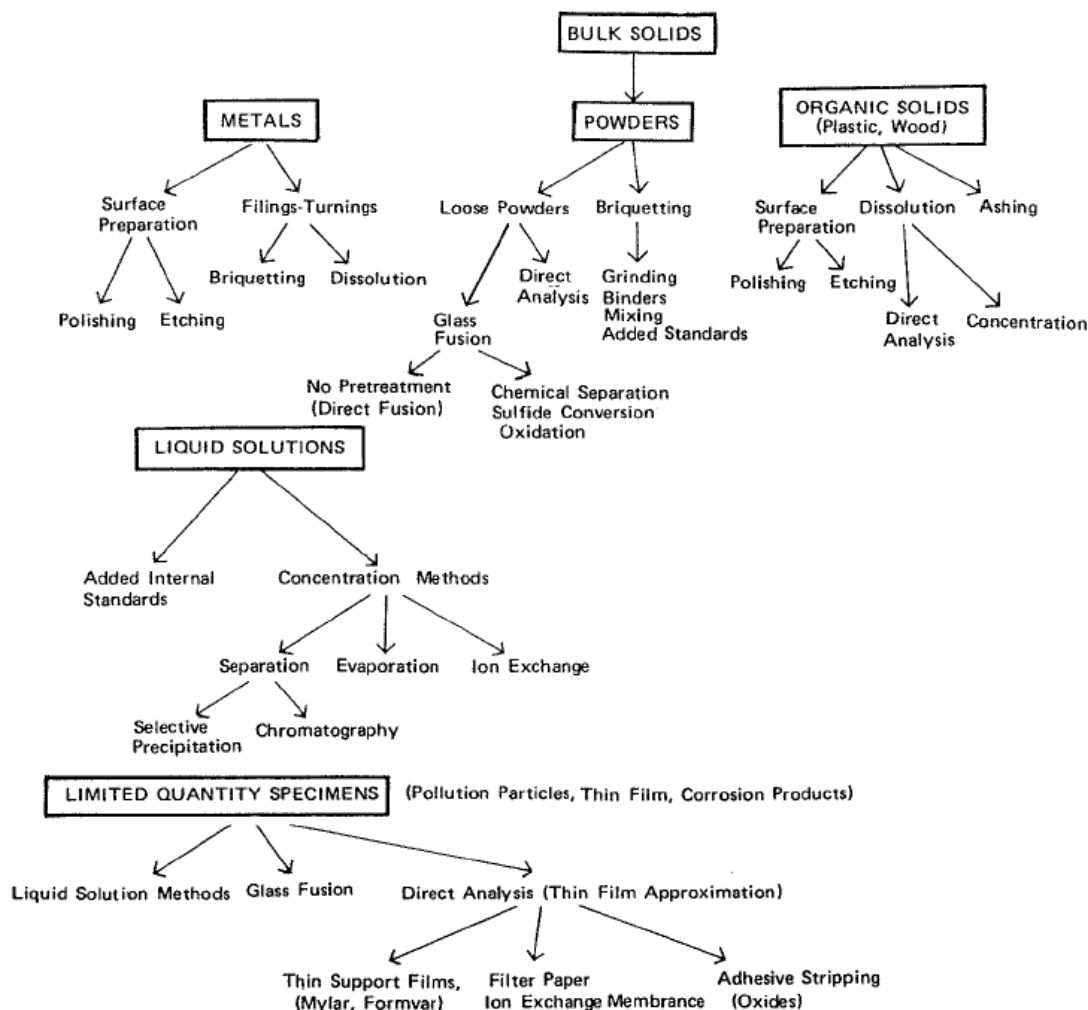 BULK SOLIDS
METALS
POWDERS
ORGANIC SOLIDS
(Plastic, Wood)
Surface
Preparation
Filings-Turnings
Loose Powders
Briquetting
Surface
Preparation
Dissolution
Ashing
Briquetting
Dissolution
Direct
Analysis
Grinding
Binders
Mixing
Added Standards
Polishing
Etching
Polishing
Etching
Glass
Fusion
Direct
Analysis
Concentration
No Pretreatment
(Direct Fusion)
Chemical Separation
Sulfide Conversion
Oxidation
LIQUID SOLUTIONS
Added Internal
Standards
Concentration Methods
Separation
Evaporation
Ion Exchange
Selective
Precipitation
Chromatography
LIMITED QUANTITY SPECIMENS
(Pollution Particles, Thin Film, Corrosion Products)
Liquid Solution Methods
Glass Fusion
Direct Analysis (Thin Film Approximation)
Thin Support Films,
(Mylar, Formvar)
Filter Paper
Ion Exchange Membrance
Adhesive Stripping
(Oxides)